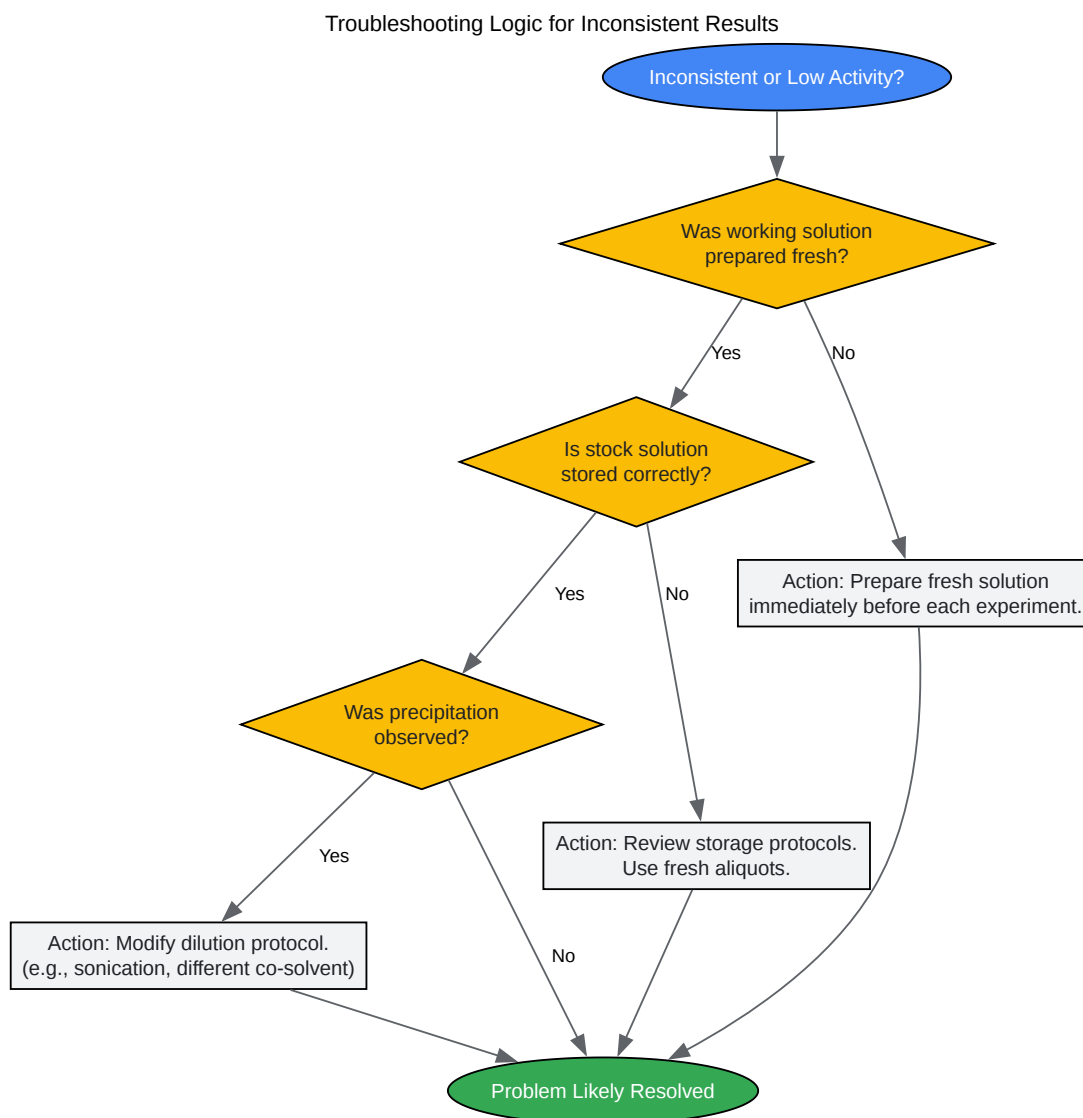 Troubleshooting Logic for Inconsistent Results
Inconsistent or Low Activity?
Was working solution
prepared fresh?
Yes
No
Is stock solution
stored correctly?
Action: Prepare fresh solution
immediately before each experiment.
Yes
No
Was precipitation
observed?
Action: Review storage protocols.
Use fresh aliquots.
Yes
No
Action: Modify dilution protocol.
(e.g., sonication, different co-solvent)
Problem Likely Resolved